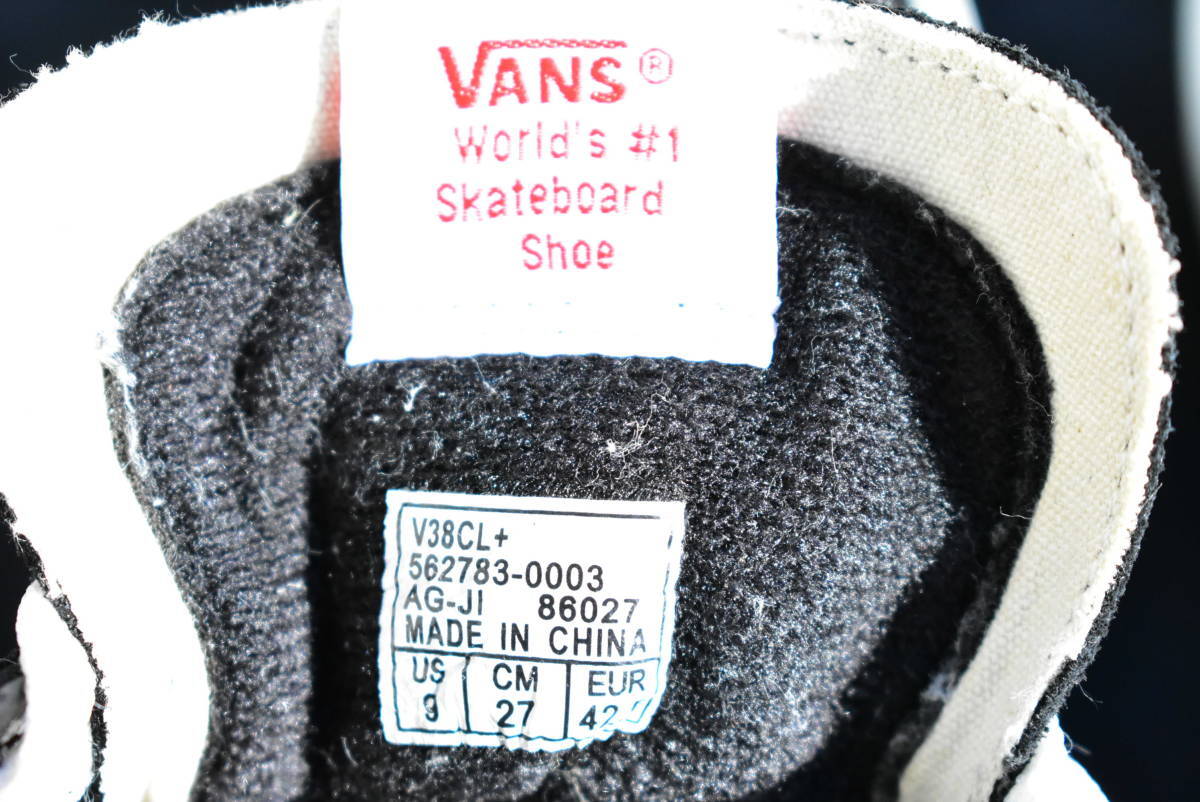 VANS®
World's #1
Skateboard
Shoe
V38CL+
562783-0003
AG-JI 86027
MADE IN CHINA
US CM EUR
9 27